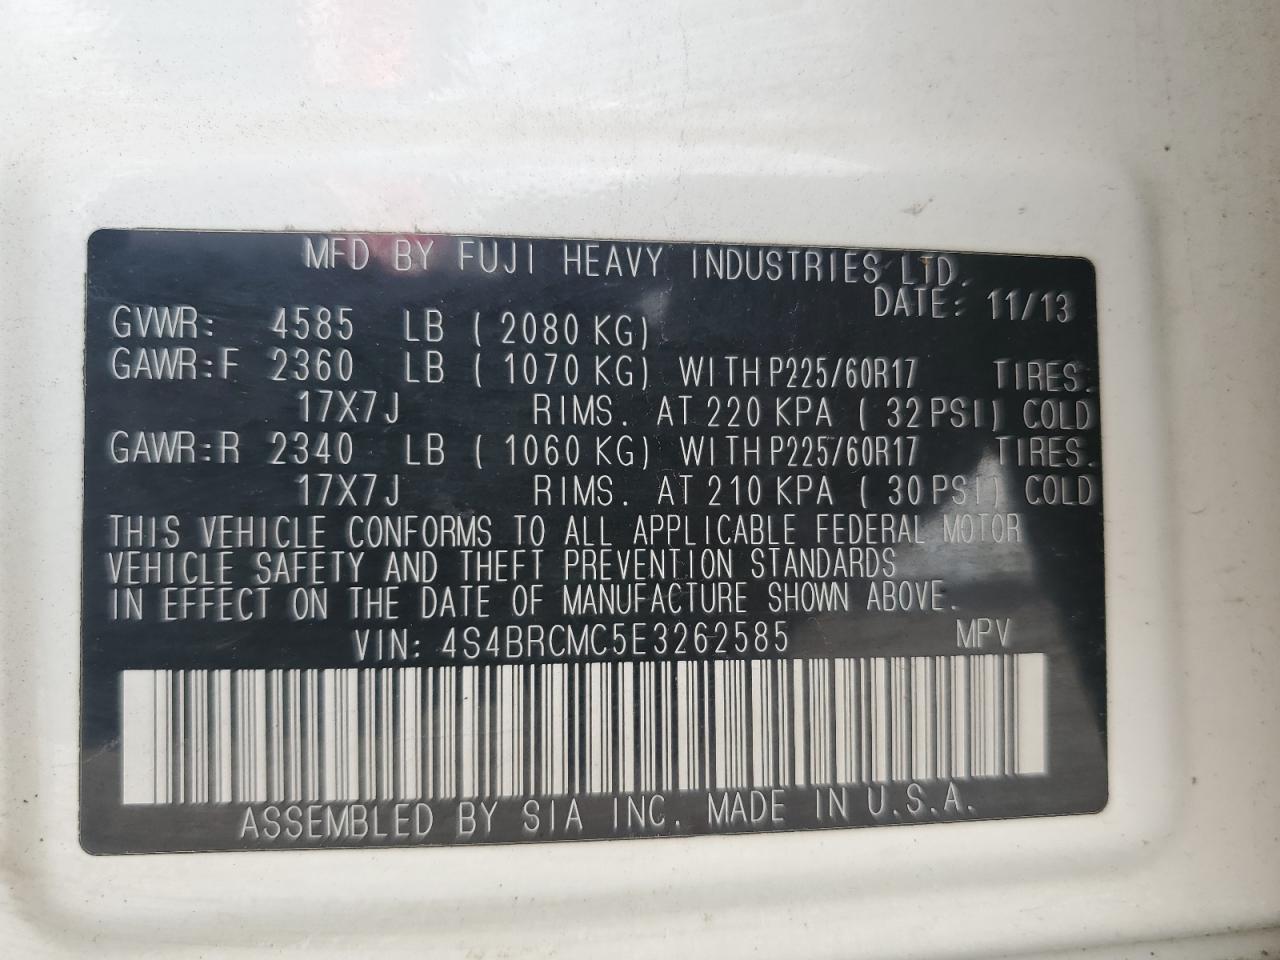 MFD BY FUJI HEAVY INDUSTRIES LTD.
DATE: 11/13
GVWR: 4585 LB ( 2080 KG)
GAWR:F 2360 LB ( 1070 KG) WITH P225/60R17 TIRES.
17X7J RIMS. AT 220 KPA ( 32 PSI) COLD
GAWR:R 2340 LB ( 1060 KG) WITH P225/60R17 TIRES.
17X7J RIMS. AT 210 KPA ( 30 PSI) COLD
THIS VEHICLE CONFORMS TO ALL APPLICABLE FEDERAL MOTOR
VEHICLE SAFETY AND THEFT PREVENTION STANDARDS
IN EFFECT ON THE DATE OF MANUFACTURE SHOWN ABOVE.
VIN: 4S4BRCMC5E3262585 MPV
ASSEMBLED BY SIA INC. MADE IN U.S.A.